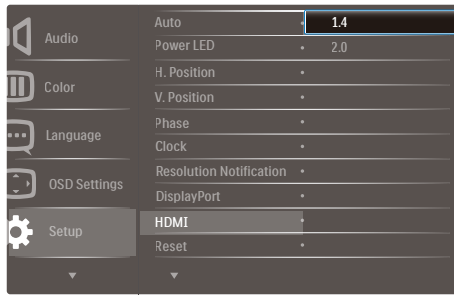 Audio
Color
Language
OSD Settings
Setup
Auto
Power LED
H. Position
V. Position
Phase
Clock
Resolution Notification
DisplayPort
HDMI
Reset
1.4
2.0